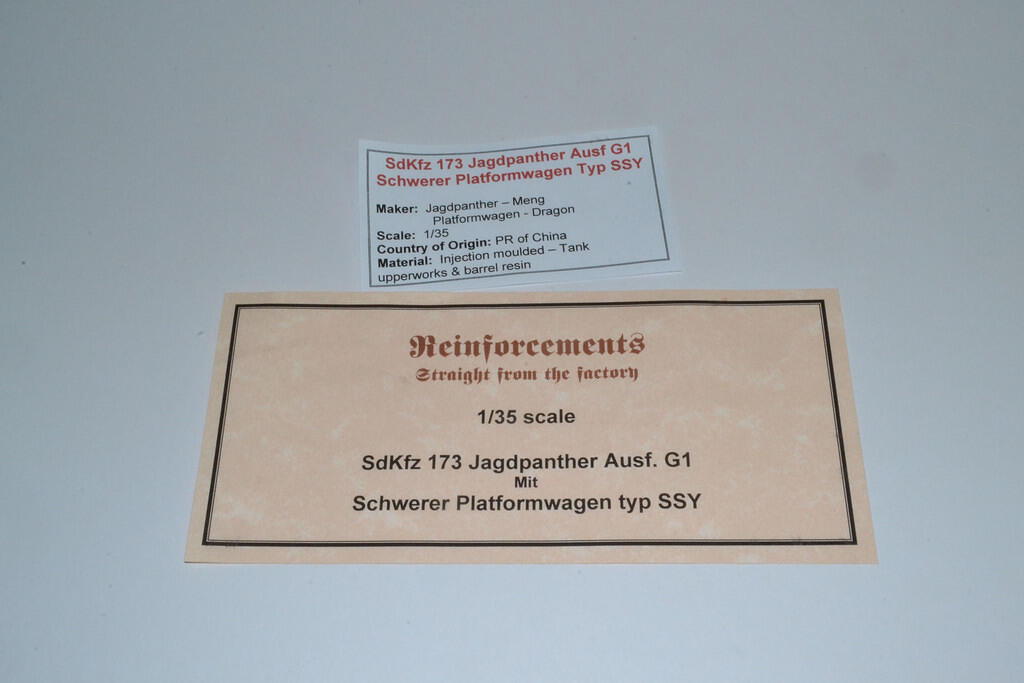 SdKfz 173 Jagdpanther Ausf G1
Schwerer Platformwagen Typ SSY
Maker: Jagdpanther – Meng
Platformwagen - Dragon
Scale: 1/35
Country of Origin: PR of China
Material: Injection moulded – Tank
upperworks & barrel resin
Reinforcements
Straight from the factory
1/35 scale
SdKfz 173 Jagdpanther Ausf. G1
Mit
Schwerer Platformwagen typ SSY